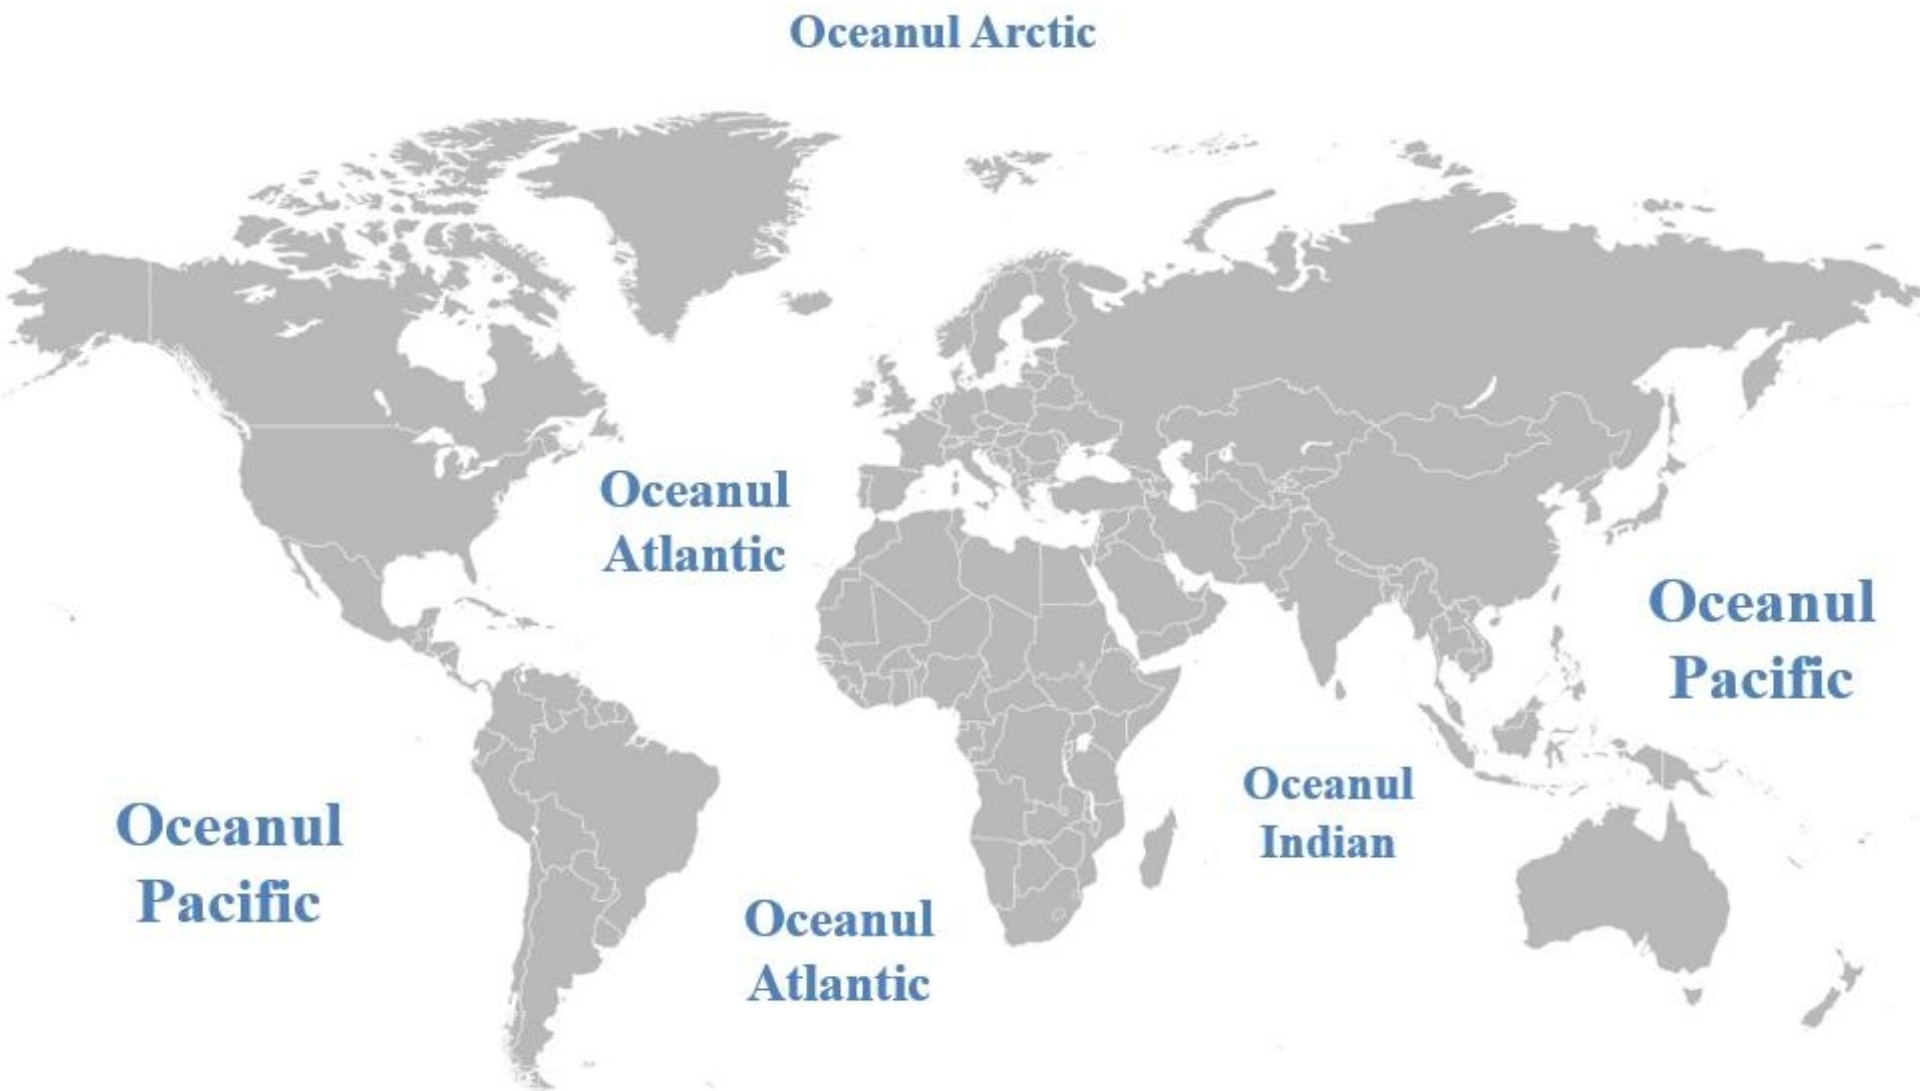 Oceanul Arctic
Oceanul
Atlantic
Oceanul
Pacific
Oceanul
Indian
Oceanul
Pacific
Oceanul
Atlantic